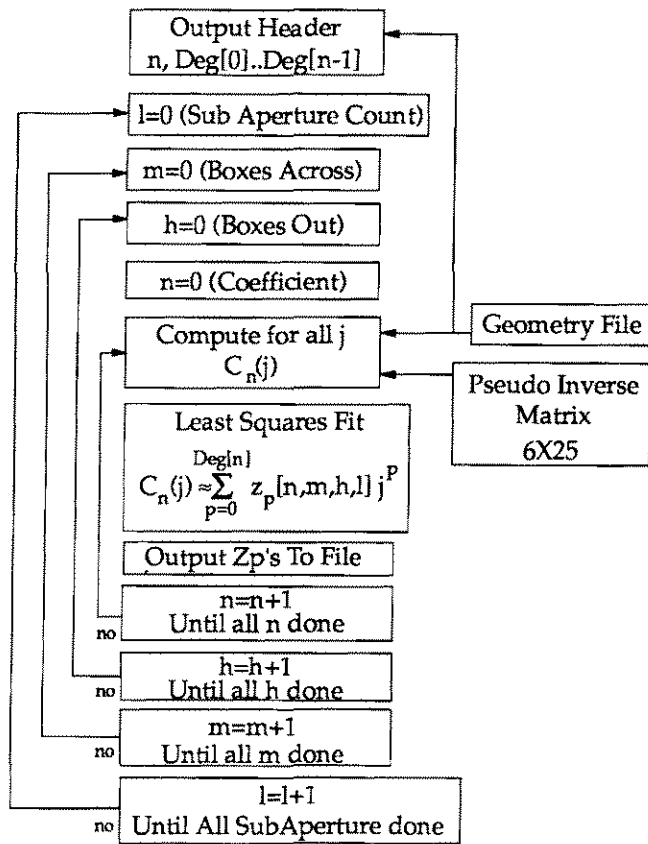 Output Header
n, Deg[0]..Deg[n-1]
l=0 (Sub Aperture Count)
m=0 (Boxes Across)
h=0 (Boxes Out)
n=0 (Coefficient)
Compute for all j
C_n(j)
Geometry File
Pseudo Inverse
Matrix
6X25
Least Squares Fit
Deg[n]
C_n(j) ≈ ∑ z_p[n,m,h,l] j^p
p=0
Output Zp's To File
n=n+1
Until all n done
no
h=h+1
Until all h done
no
m=m+1
Until all m done
no
l=l+1
Until All SubAperture done
no